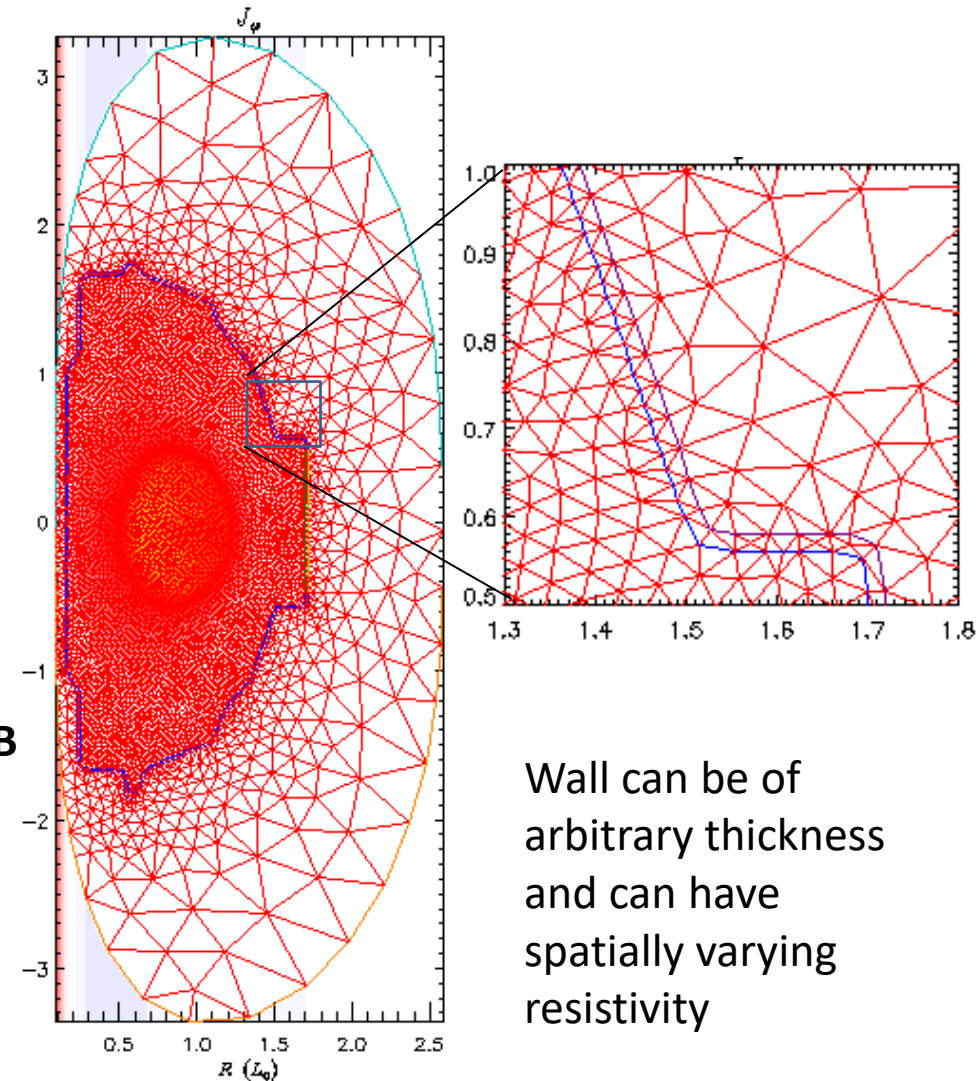 J_φ
3
2
1
0
−1
−2
−3
0.5 1.0 1.5 2.0 2.5
R (L₀)
1.0
0.9
0.8
0.7
0.6
0.5
1.3 1.4 1.5 1.6 1.7 1.8
B
Wall can be of
arbitrary thickness
and can have
spatially varying
resistivity